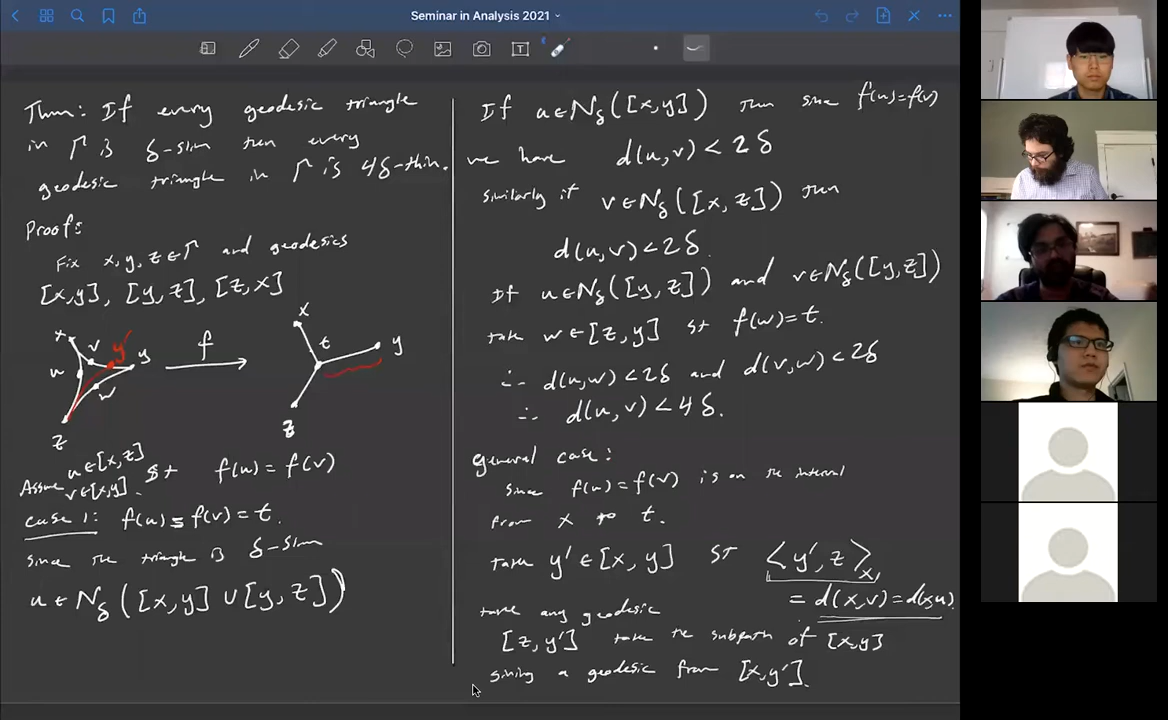 Seminar in Analysis 2021
Thm: If every geodesic triangle
in Γ is δ-slim then every
geodesic triangle in Γ is 4δ-thin.
Proof:
Fix x, y, z ∈ Γ and geodesics
[x,y], [y,z], [z,x]
x
v
y'
y
u
w
z
f
x
t
y
z
Assume u ∈ [x,z]
v ∈ [x,y]. st f(u) = f(v)
case 1: f(u) = f(v) = t.
Since the triangle is δ-slim
u ∈ N_δ([x,y] ∪ [y,z])
If u ∈ N_δ([x,y]) then since f(u)=f(v)
we have d(u,v) < 2δ
similarly if v ∈ N_δ([x,z]) then
d(u,v) < 2δ.
If u ∈ N_δ([y,z]) and v ∈ N_δ([y,z])
take w ∈ [z,y] st f(w) = t.
∴ d(u,w) < 2δ and d(v,w) < 2δ
∴ d(u,v) < 4δ.
general case:
Since f(u) = f(v) is on the interval
from x to t.
take y' ∈ [x,y] st <y',z>_x
= d(x,v) = d(x,u).
take any geodesic
[z,y'] take the subpath of [x,y]
giving a geodesic from [x,y'].